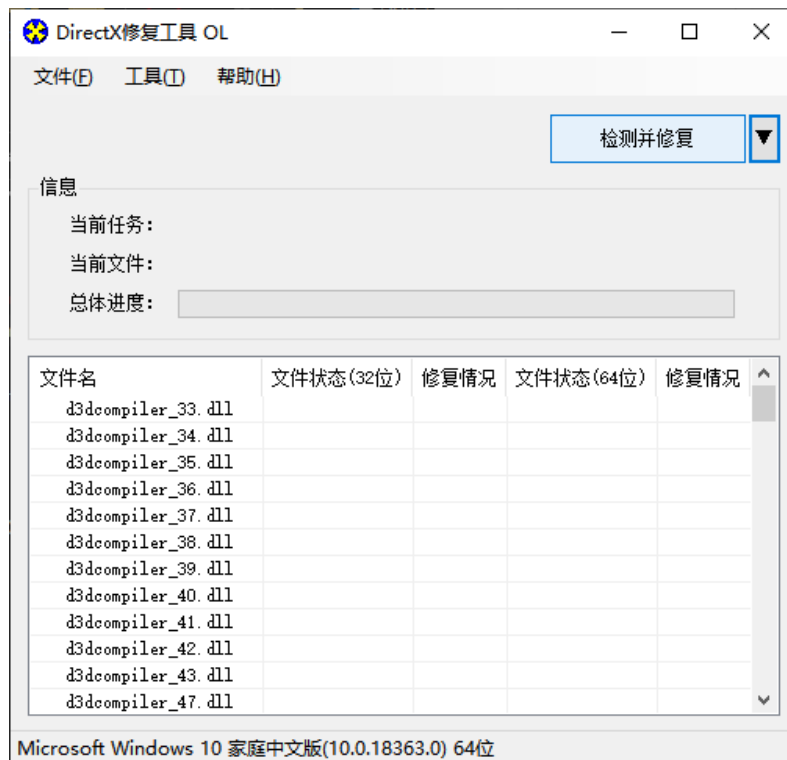 DirectX修复工具 OL
文件(F) 工具(T) 帮助(H)
检测并修复
信息
当前任务：
当前文件：
总体进度：
文件名 文件状态(32位) 修复情况 文件状态(64位) 修复情况
d3dcompiler_33.dll
d3dcompiler_34.dll
d3dcompiler_35.dll
d3dcompiler_36.dll
d3dcompiler_37.dll
d3dcompiler_38.dll
d3dcompiler_39.dll
d3dcompiler_40.dll
d3dcompiler_41.dll
d3dcompiler_42.dll
d3dcompiler_43.dll
d3dcompiler_47.dll
Microsoft Windows 10 家庭中文版(10.0.18363.0) 64位